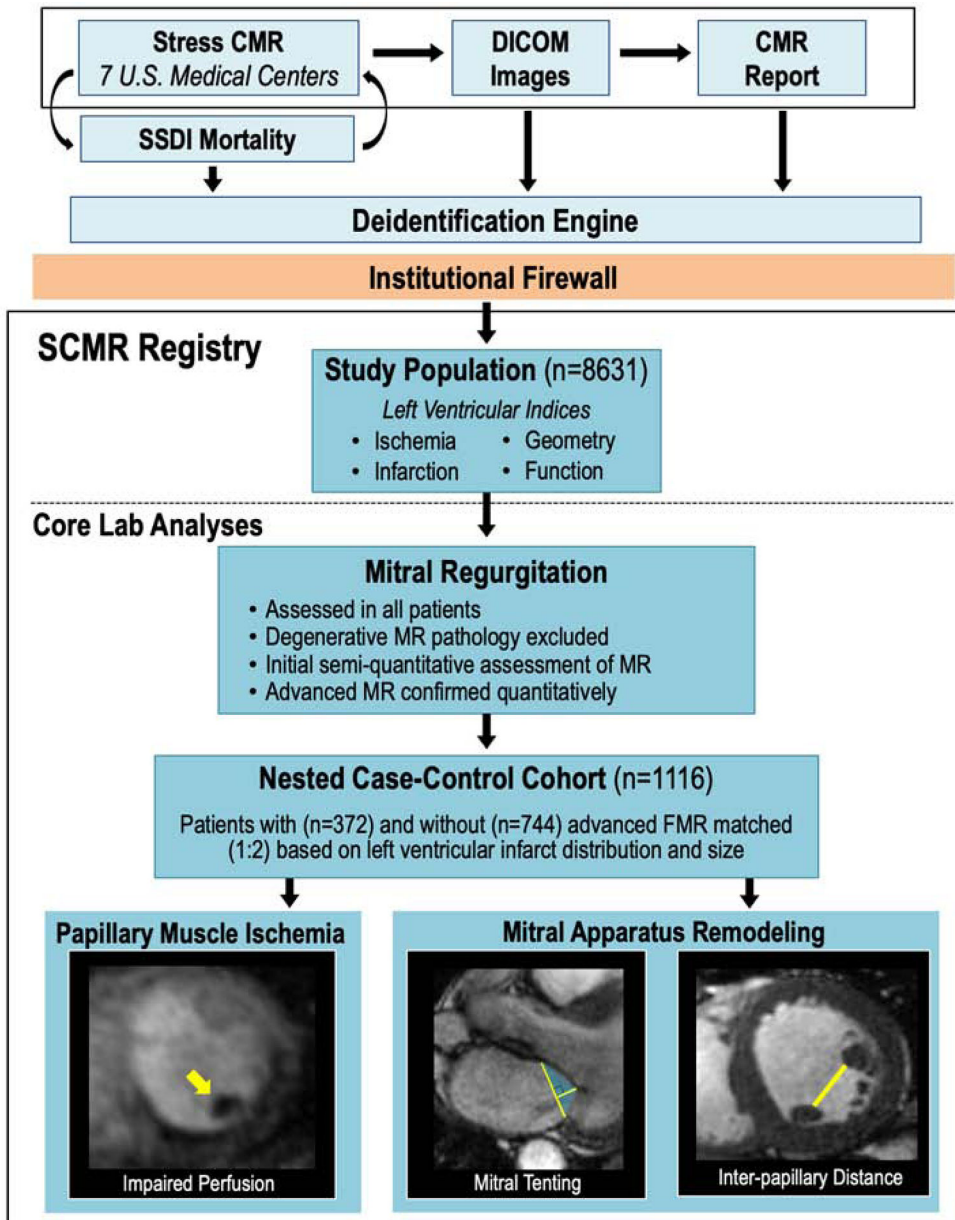 Stress CMR
7 U.S. Medical Centers
DICOM
Images
CMR
Report
SSDI Mortality
Deidentification Engine
Institutional Firewall
SCMR Registry
Study Population (n=8631)
Left Ventricular Indices
• Ischemia • Geometry
• Infarction • Function
Core Lab Analyses
Mitral Regurgitation
• Assessed in all patients
• Degenerative MR pathology excluded
• Initial semi-quantitative assessment of MR
• Advanced MR confirmed quantitatively
Nested Case-Control Cohort (n=1116)
Patients with (n=372) and without (n=744) advanced FMR matched
(1:2) based on left ventricular infarct distribution and size
Papillary Muscle Ischemia
Impaired Perfusion
Mitral Apparatus Remodeling
Mitral Tenting
Inter-papillary Distance